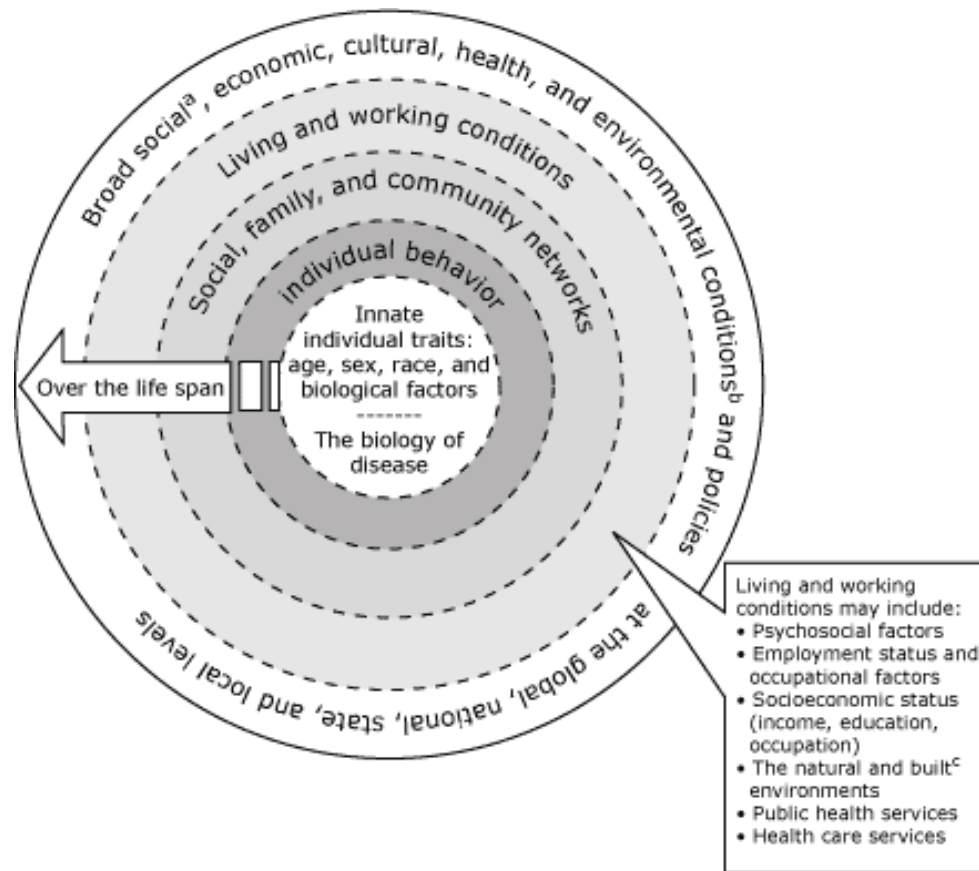 Broad socialᵃ, economic, cultural, health, and environmental conditionsᵇ and policies
at the global, national, state, and local levels
Living and working conditions
Social, family, and community networks
individual behavior
Innate
individual traits:
age, sex, race, and
biological factors
-------
The biology of
disease
Over the life span
Living and working
conditions may include:
• Psychosocial factors
• Employment status and
occupational factors
• Socioeconomic status
(income, education,
occupation)
• The natural and builtᶜ
environments
• Public health services
• Health care services